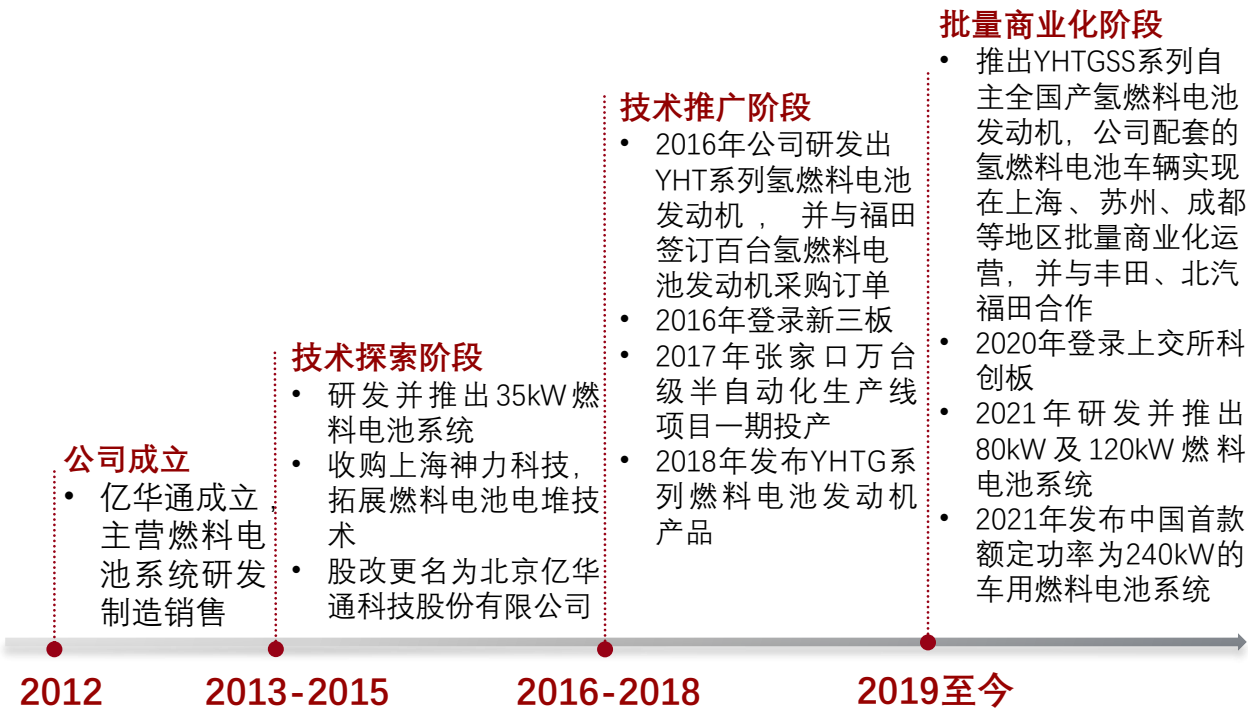 公司成立
• 亿华通成立，
主营燃料电
池系统研发
制造销售
技术探索阶段
• 研发并推出35kW燃
料电池系统
• 收购上海神力科技，
拓展燃料电池电堆技
术
• 股改更名为北京亿华
通科技股份有限公司
技术推广阶段
• 2016年公司研发出
YHT系列氢燃料电池
发动机， 并与福田
签订百台氢燃料电
池发动机采购订单
• 2016年登录新三板
• 2017年张家口万台
级半自动化生产线
项目一期投产
• 2018年发布YHTG系
列燃料电池发动机
产品
批量商业化阶段
• 推出YHTGSS系列自
主全国产氢燃料电池
发动机，公司配套的
氢燃料电池车辆实现
在上海、苏州、成都
等地区批量商业化运
营，并与丰田、北汽
福田合作
• 2020年登录上交所科
创板
• 2021年研发并推出
80kW及120kW燃料
电池系统
• 2021年发布中国首款
额定功率为240kW的
车用燃料电池系统
2012
2013-2015
2016-2018
2019至今